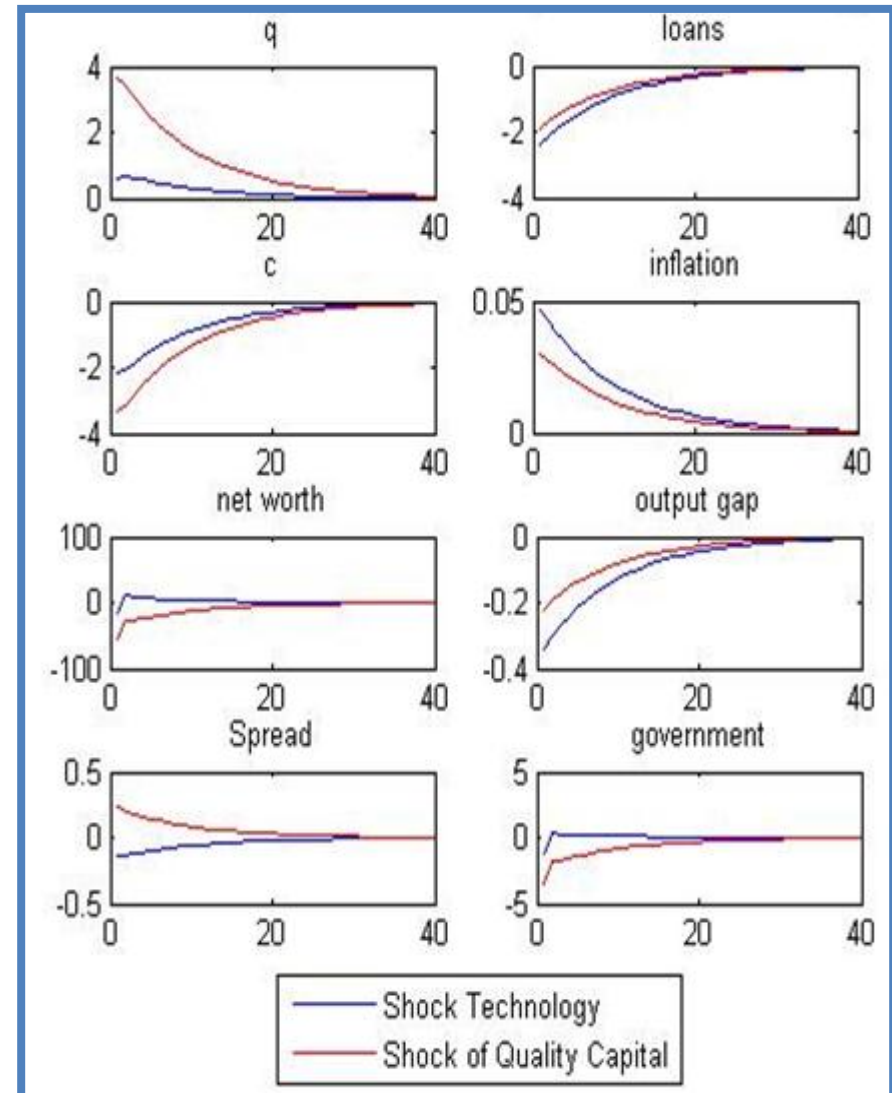 q
loans
4
2
0
0 20 40
0
-2
-4
0 20 40
c
inflation
0
-2
-4
0 20 40
0.05
0
0 20 40
net worth
output gap
100
0
-100
0 20 40
0
-0.2
-0.4
0 20 40
Spread
government
0.5
0
-0.5
0 20 40
5
0
-5
0 20 40
Shock Technology
Shock of Quality Capital